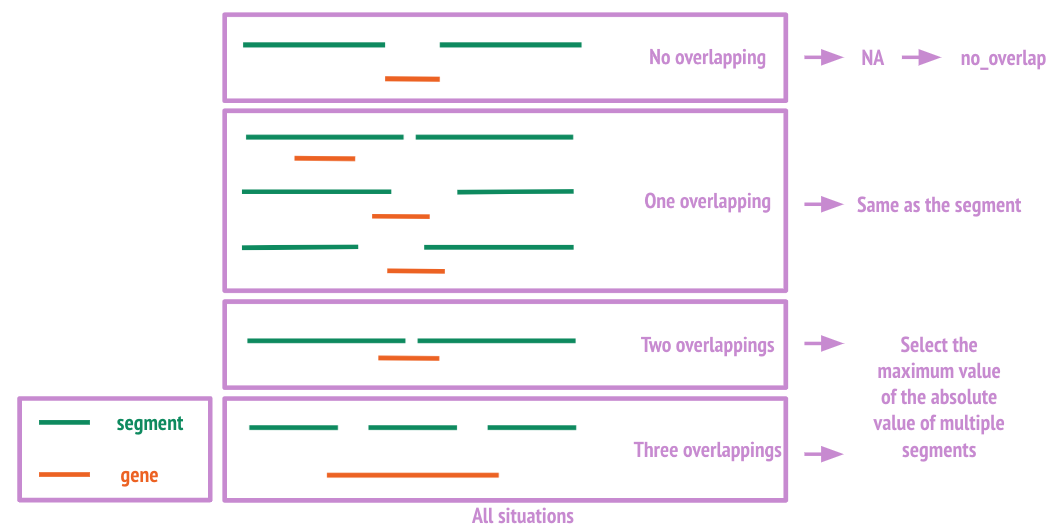 No overlapping
NA
no_overlap
One overlapping
Same as the segment
Two overlappings
Select the
maximum value
of the absolute
value of multiple
segments
Three overlappings
segment
gene
All situations